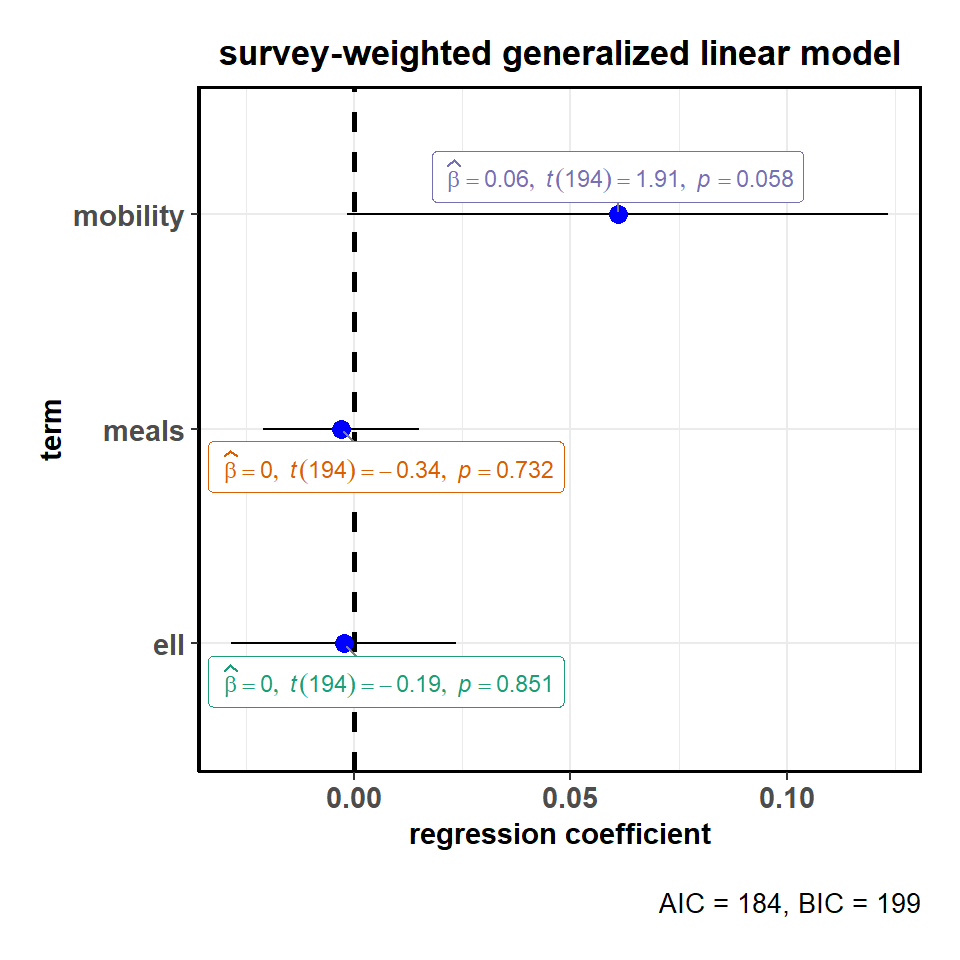 survey-weighted generalized linear model
β̂ = 0.06, t(194) = 1.91, p = 0.058
mobility
term
meals
β̂ = 0, t(194) = −0.34, p = 0.732
ell
β̂ = 0, t(194) = −0.19, p = 0.851
0.00 0.05 0.10
regression coefficient
AIC = 184, BIC = 199